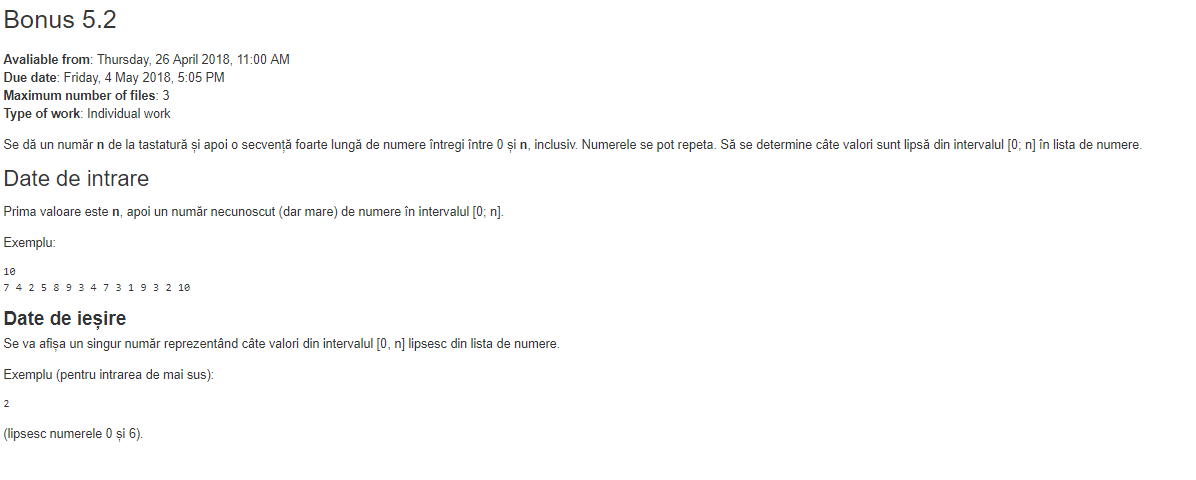 Bonus 5.2
Avaliable from: Thursday, 26 April 2018, 11:00 AM
Due date: Friday, 4 May 2018, 5:05 PM
Maximum number of files: 3
Type of work: Individual work
Se dă un număr n de la tastatură și apoi o secvență foarte lungă de numere întregi între 0 și n, inclusiv. Numerele se pot repeta. Să se determine câte valori sunt lipsă din intervalul [0; n] în lista de numere.
Date de intrare
Prima valoare este n, apoi un număr necunoscut (dar mare) de numere în intervalul [0; n].
Exemplu:
10
7 4 2 5 8 9 3 4 7 3 1 9 3 2 10
Date de ieșire
Se va afișa un singur număr reprezentând câte valori din intervalul [0, n] lipsesc din lista de numere.
Exemplu (pentru intrarea de mai sus):
2
(lipsesc numerele 0 și 6).